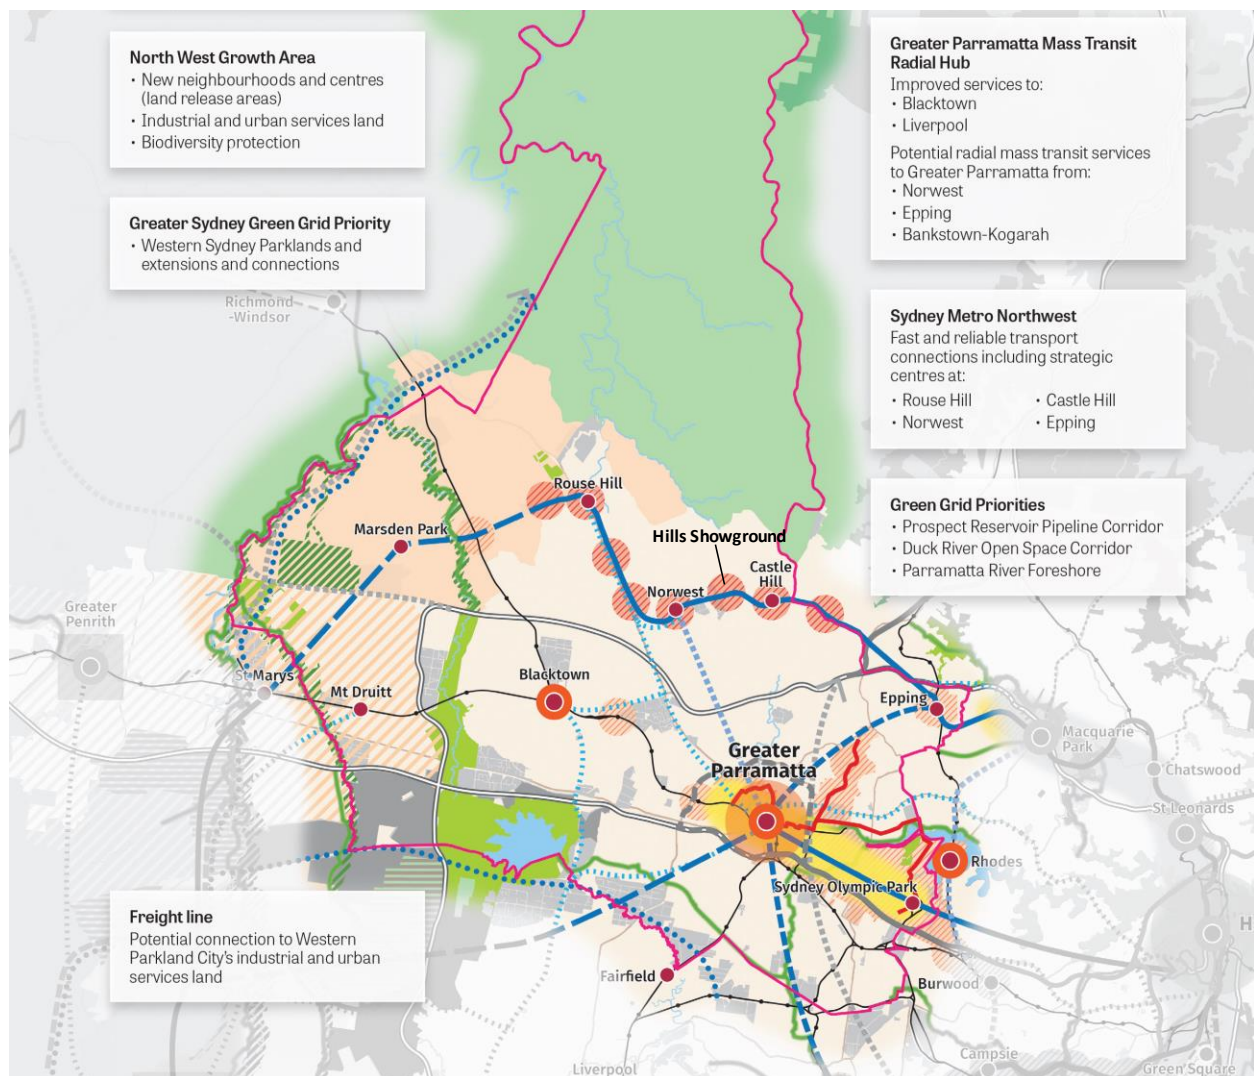 North West Growth Area
• New neighbourhoods and centres
(land release areas)
• Industrial and urban services land
• Biodiversity protection
Greater Sydney Green Grid Priority
• Western Sydney Parklands and
extensions and connections
Greater Parramatta Mass Transit
Radial Hub
Improved services to:
• Blacktown
• Liverpool
Potential radial mass transit services
to Greater Parramatta from:
• Norwest
• Epping
• Bankstown-Kogarah
Sydney Metro Northwest
Fast and reliable transport
connections including strategic
centres at:
• Rouse Hill • Castle Hill
• Norwest • Epping
Green Grid Priorities
• Prospect Reservoir Pipeline Corridor
• Duck River Open Space Corridor
• Parramatta River Foreshore
Richmond
-Windsor
Rouse Hill
Marsden Park
Hills Showground
Castle
Hill
Norwest
Greater
Penrith
St Marys
Mt Druitt
Blacktown
Epping
Macquarie
Park
Greater
Parramatta
Chatswood
St Leonards
Rhodes
Sydney Olympic Park
H
Freight line
Potential connection to Western
Parkland City's industrial and urban
services land
Fairfield
Burwood
Liverpool
Campsie
Green Square